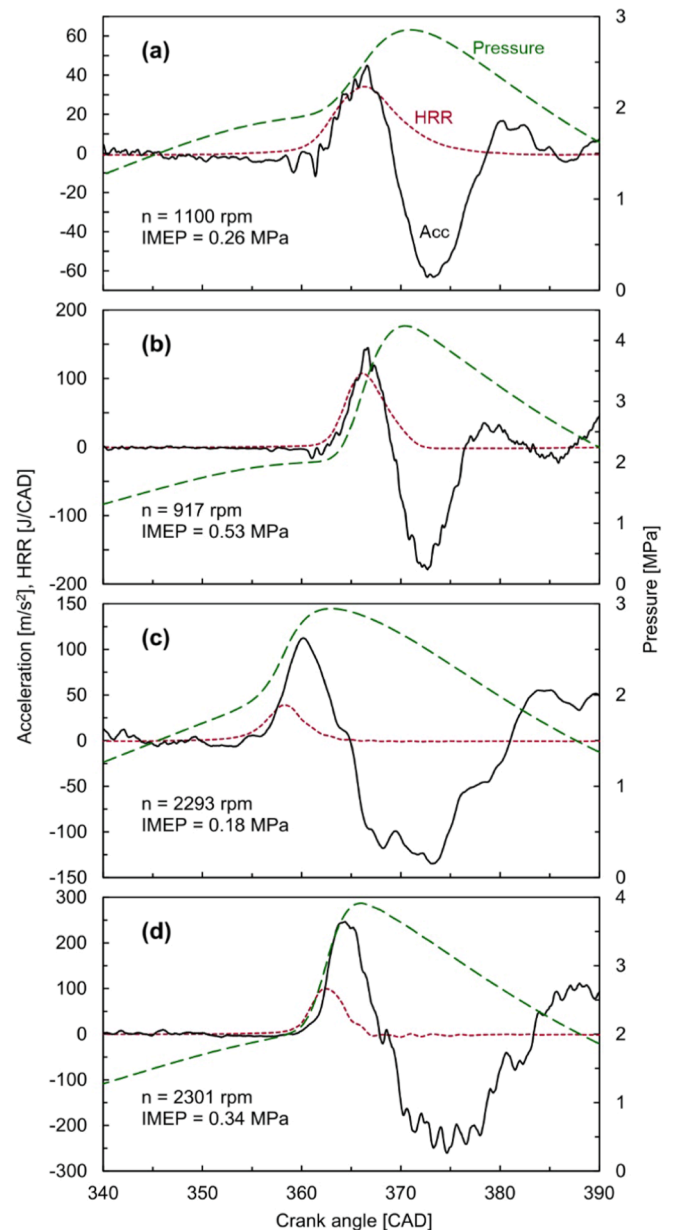 60
40
20
0
-20
-40
-60
(a)
Pressure
HRR
Acc
n = 1100 rpm
IMEP = 0.26 MPa
3
2
1
0
200
100
0
-100
-200
(b)
n = 917 rpm
IMEP = 0.53 MPa
4
3
2
1
0
Acceleration [m/s²], HRR [J/CAD]
Pressure [MPa]
150
100
50
0
-50
-100
-150
(c)
n = 2293 rpm
IMEP = 0.18 MPa
3
2
1
0
300
200
100
0
-100
-200
-300
(d)
n = 2301 rpm
IMEP = 0.34 MPa
4
3
2
1
0
340 350 360 370 380 390
Crank angle [CAD]